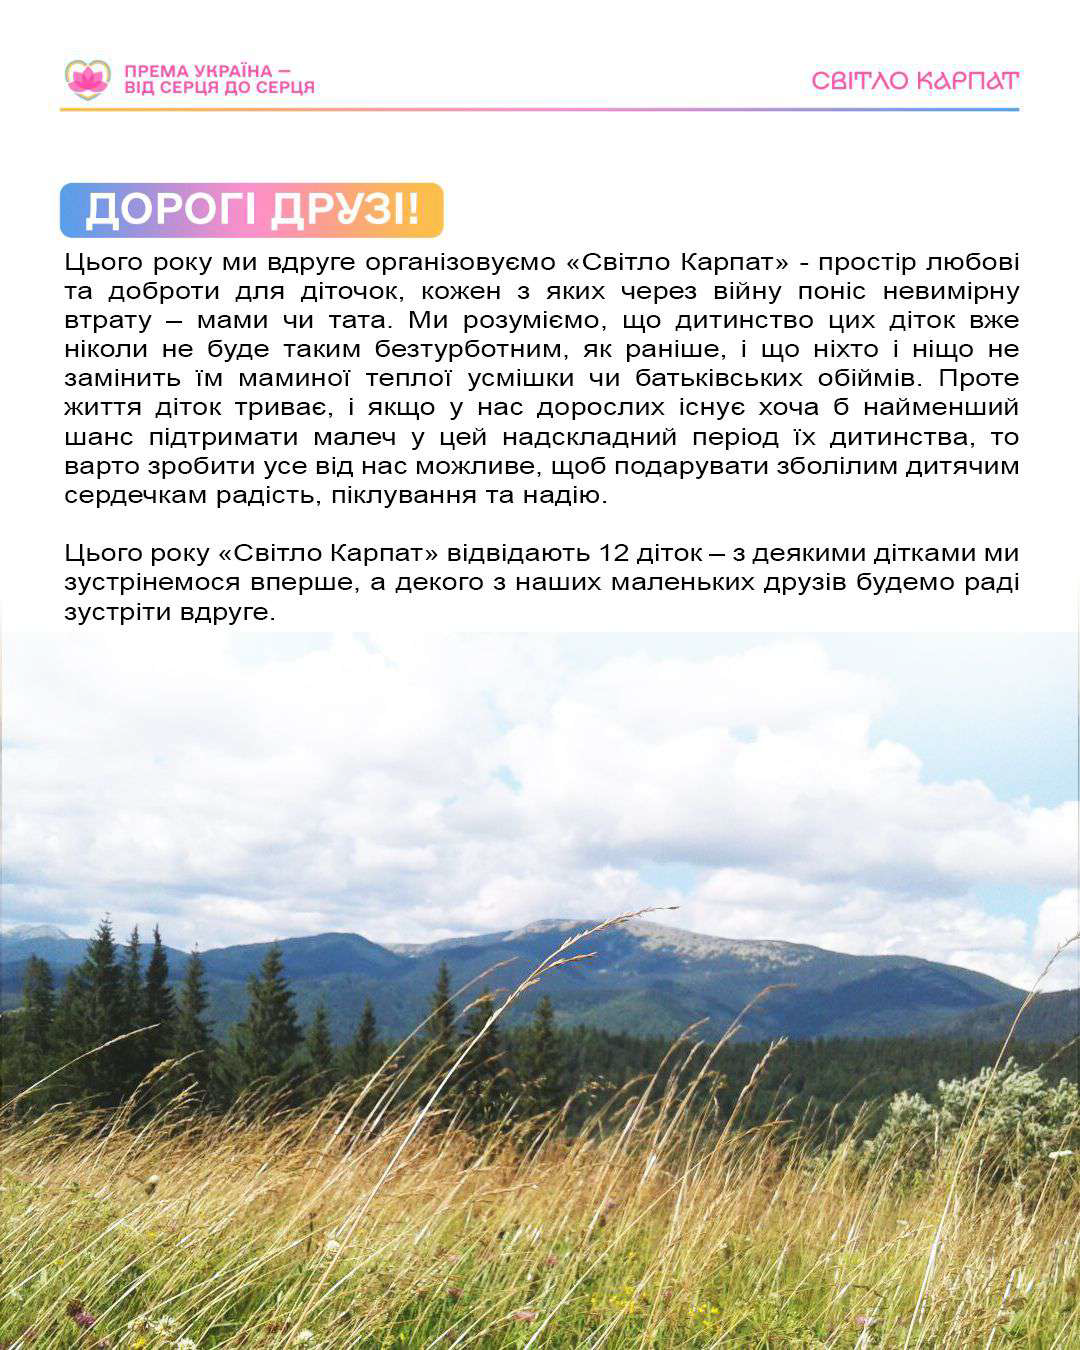 ПРЕМА УКРАЇНА –
ВІД СЕРЦЯ ДО СЕРЦЯ
СВІТЛО КАРПАТ
ДОРОГІ ДРУЗІ!
Цього року ми вдруге організовуємо «Світло Карпат» - простір любові
та доброти для діточок, кожен з яких через війну поніс невимірну
втрату – мами чи тата. Ми розуміємо, що дитинство цих діток вже
ніколи не буде таким безтурботним, як раніше, і що ніхто і ніщо не
замінить їм маминої теплої усмішки чи батьківських обіймів. Проте
життя діток триває, і якщо у нас дорослих існує хоча б найменший
шанс підтримати малеч у цей надскладний період їх дитинства, то
варто зробити усе від нас можливе, щоб подарувати зболілим дитячим
сердечкам радість, піклування та надію.
Цього року «Світло Карпат» відвідають 12 діток – з деякими дітками ми
зустрінемося вперше, а декого з наших маленьких друзів будемо раді
зустріти вдруге.